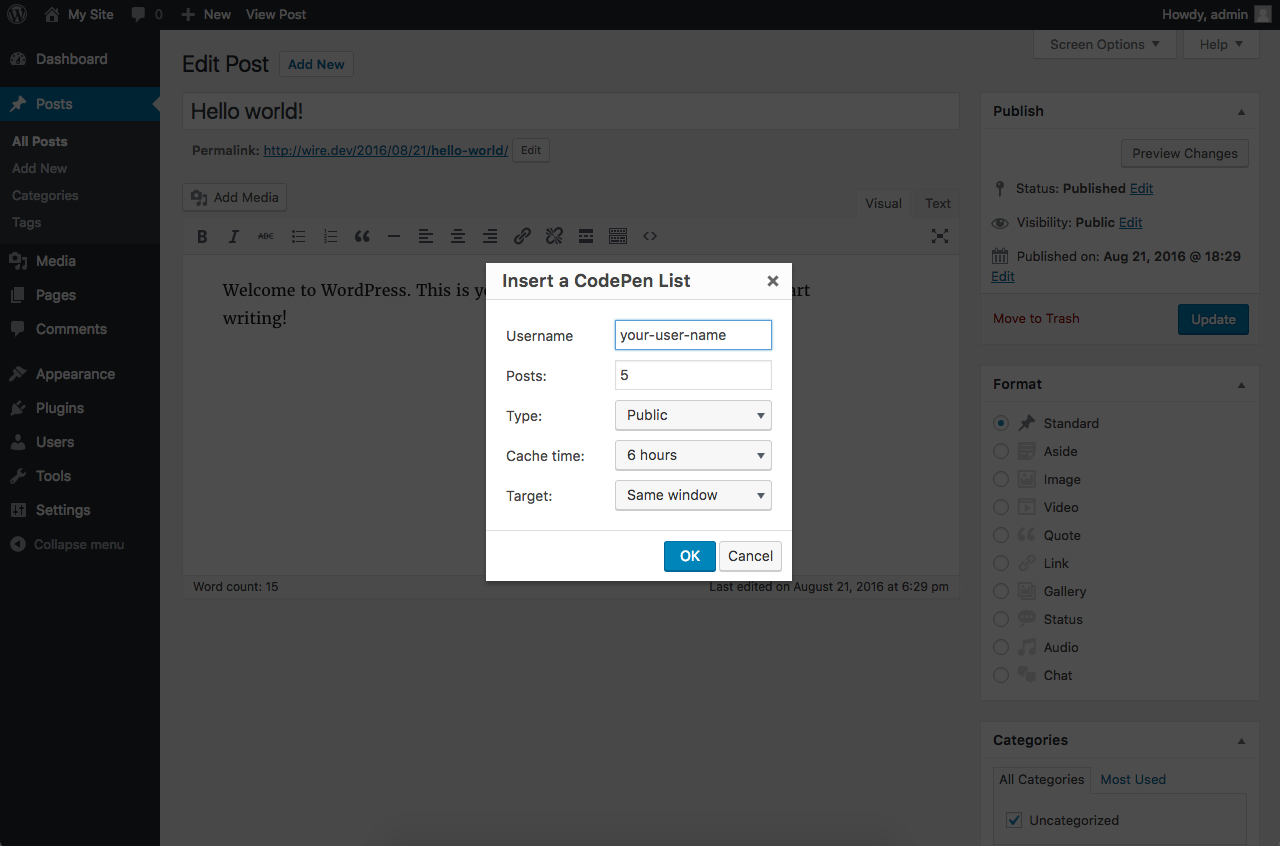 My Site 0 New View Post Howdy, admin
Screen Options Help
Dashboard
Posts
All Posts
Add New
Categories
Tags
Media
Pages
Comments
Appearance
Plugins
Users
Tools
Settings
Collapse menu
Edit Post Add New
Hello world!
Permalink: http://wire.dev/2016/08/21/hello-world/ Edit
Add Media
Visual Text
B I ABC
Welcome to WordPress. This is
writing!
Word count: 15 Last edited on August 21, 2016 at 6:29 pm
Insert a CodePen List
Username your-user-name
Posts: 5
Type: Public
Cache time: 6 hours
Target: Same window
OK Cancel
Publish
Preview Changes
Status: Published Edit
Visibility: Public Edit
Published on: Aug 21, 2016 @ 18:29
Edit
Move to Trash Update
Format
Standard
Aside
Image
Video
Quote
Link
Gallery
Status
Audio
Chat
Categories
All Categories Most Used
Uncategorized